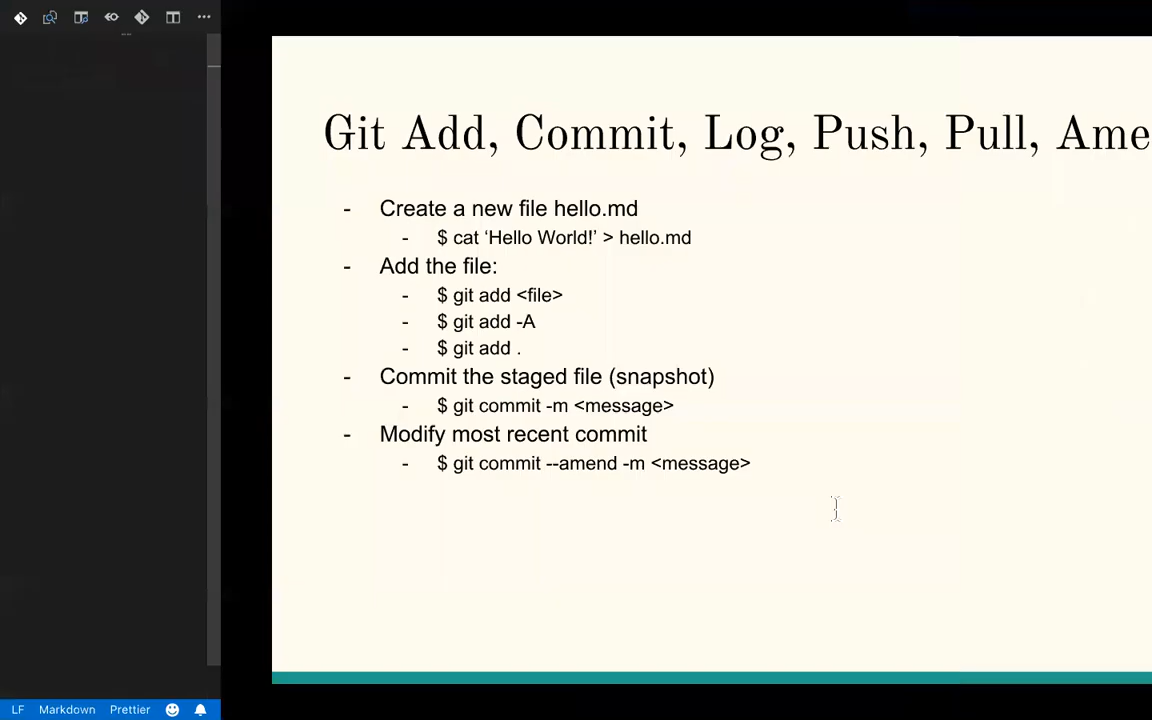 Git Add, Commit, Log, Push, Pull, Ame
- Create a new file hello.md
- $ cat ‘Hello World!’ > hello.md
- Add the file:
- $ git add <file>
- $ git add -A
- $ git add .
- Commit the staged file (snapshot)
- $ git commit -m <message>
- Modify most recent commit
- $ git commit --amend -m <message>
LF Markdown Prettier